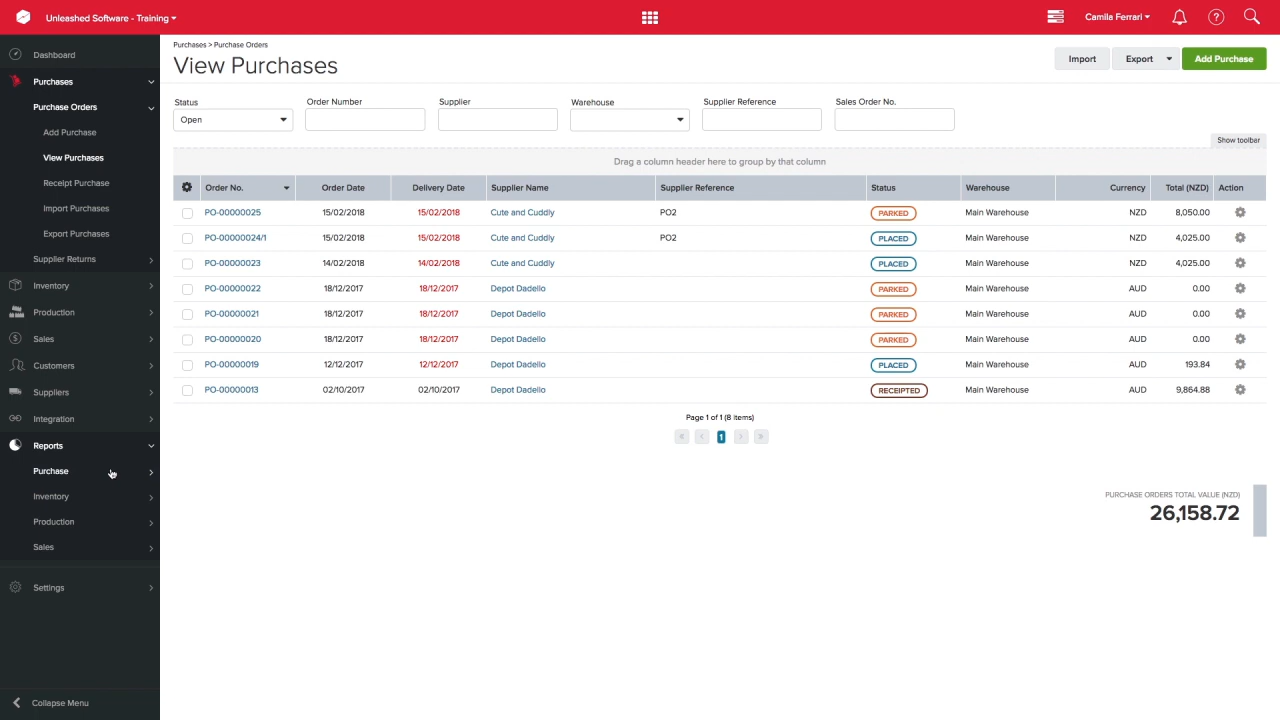 Unleashed Software - Training
Camila Ferrari
?
Dashboard
Purchases
Purchase Orders
Add Purchase
View Purchases
Receipt Purchase
Import Purchases
Export Purchases
Supplier Returns
Inventory
Production
Sales
Customers
Suppliers
Integration
Reports
Purchase
Inventory
Production
Sales
Settings
Collapse Menu
Purchases > Purchase Orders
View Purchases
Import Export Add Purchase
Status Order Number Supplier Warehouse Supplier Reference Sales Order No.
Open
Show toolbar
Drag a column header here to group by that column
Order No. Order Date Delivery Date Supplier Name Supplier Reference Status Warehouse Currency Total (NZD) Action
PO-00000025 15/02/2018 15/02/2018 Cute and Cuddly PO2 PARKED Main Warehouse NZD 8,050.00
PO-00000024/1 15/02/2018 15/02/2018 Cute and Cuddly PO2 PLACED Main Warehouse NZD 4,025.00
PO-00000023 14/02/2018 14/02/2018 Cute and Cuddly PLACED Main Warehouse NZD 4,025.00
PO-00000022 18/12/2017 18/12/2017 Depot Dadello PARKED Main Warehouse AUD 0.00
PO-00000021 18/12/2017 18/12/2017 Depot Dadello PARKED Main Warehouse AUD 0.00
PO-00000020 18/12/2017 18/12/2017 Depot Dadello PARKED Main Warehouse AUD 0.00
PO-00000019 12/12/2017 12/12/2017 Depot Dadello PLACED Main Warehouse AUD 193.84
PO-00000013 02/10/2017 02/10/2017 Depot Dadello RECEIPTED Main Warehouse AUD 9,864.88
Page 1 of 1 (8 items)
« ‹ 1 › »
PURCHASE ORDERS TOTAL VALUE (NZD)
26,158.72